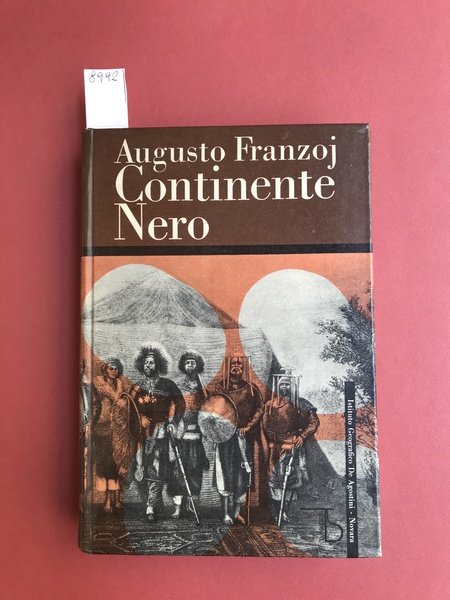 8992
Augusto Franzoj
Continente
Nero
Istituto Geografico De Agostini - Novara